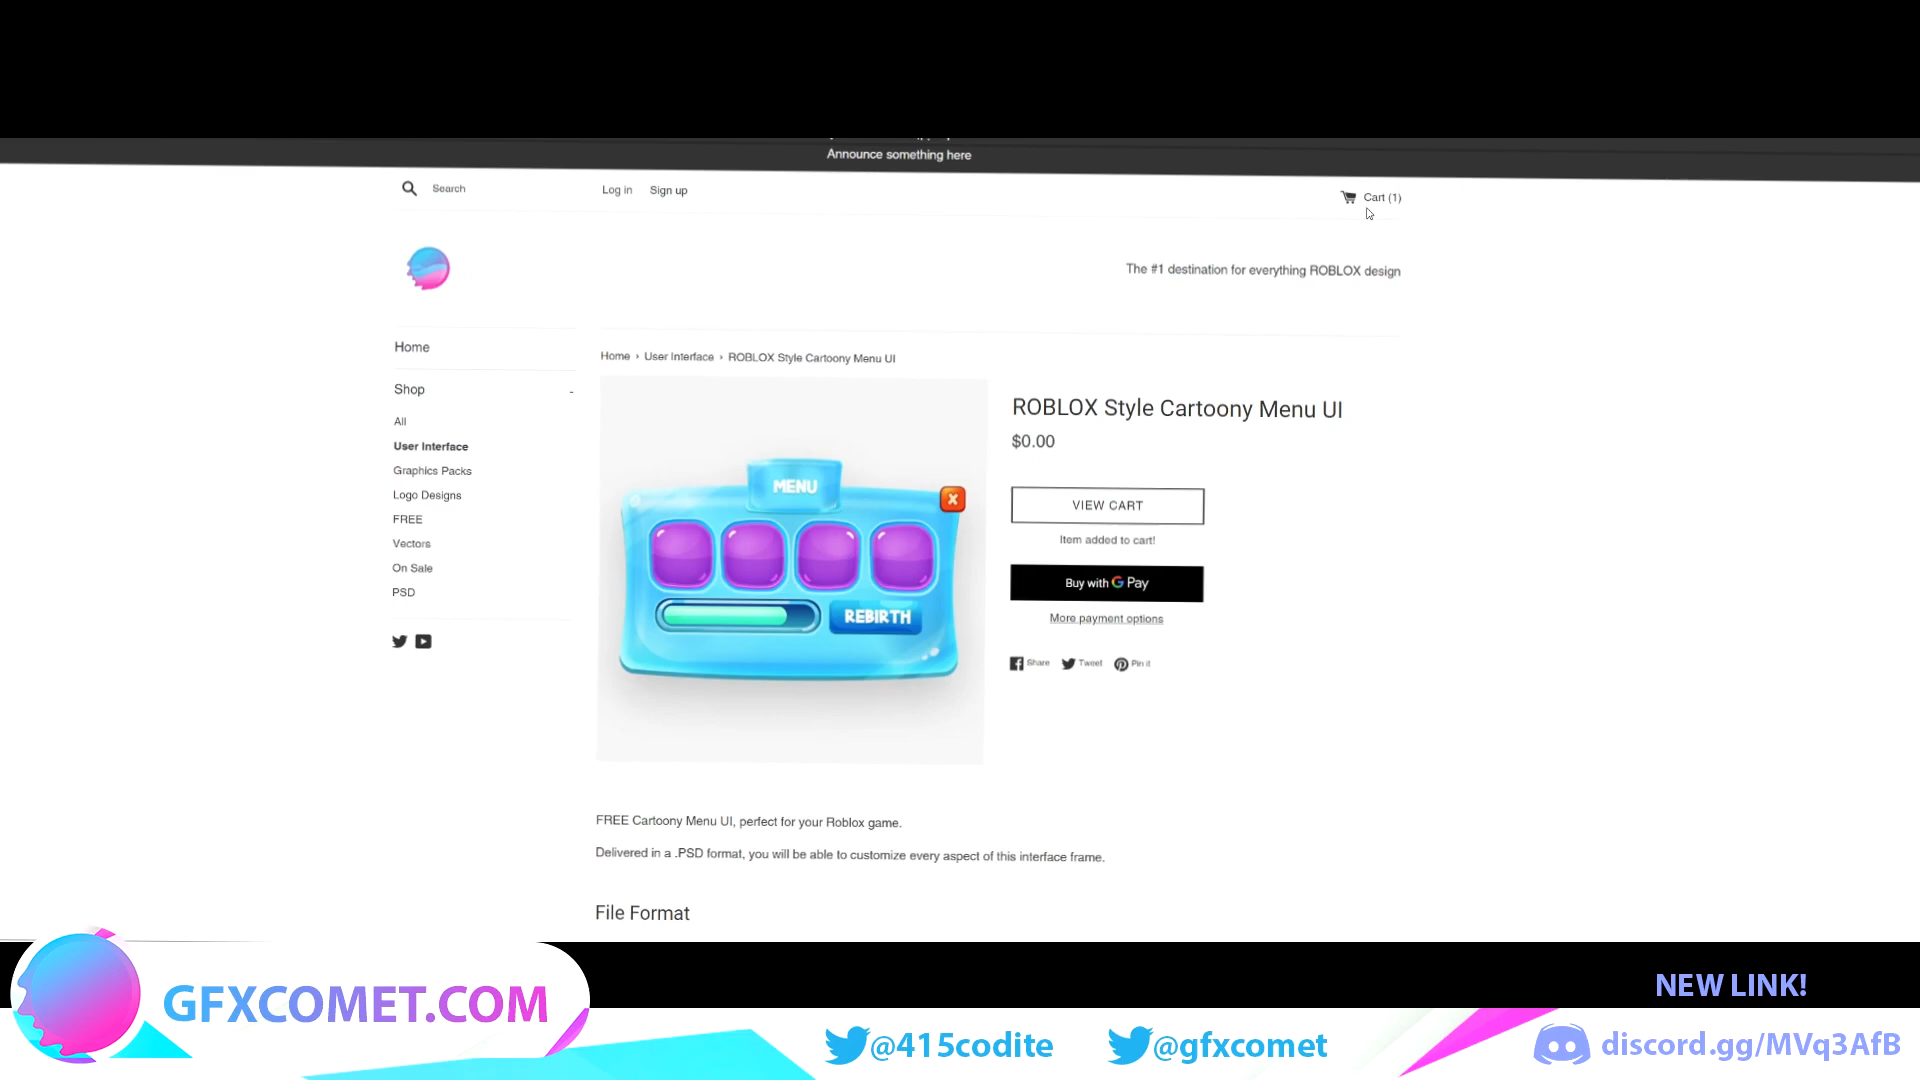 Announce something here
Search
Log in Sign up
Cart (1)
The #1 destination for everything ROBLOX design
Home
Shop -
All
User Interface
Graphics Packs
Logo Designs
FREE
Vectors
On Sale
PSD
Home › User Interface › ROBLOX Style Cartoony Menu UI
MENU
X
REBIRTH
ROBLOX Style Cartoony Menu UI
$0.00
VIEW CART
Item added to cart!
Buy with G Pay
More payment options
Share Tweet Pin it
FREE Cartoony Menu UI, perfect for your Roblox game.
Delivered in a .PSD format, you will be able to customize every aspect of this interface frame.
File Format
GFXCOMET.COM
@415codite
@gfxcomet
NEW LINK!
discord.gg/MVq3AfB